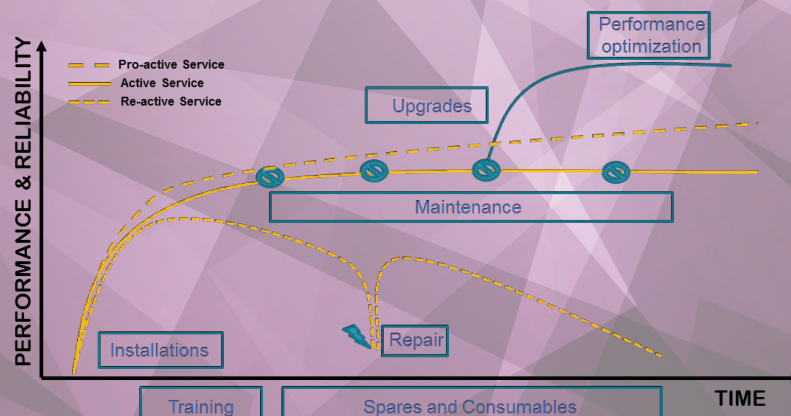 Performance
optimization
PERFORMANCE & RELIABILITY
Pro-active Service
Active Service
Re-active Service
Upgrades
Maintenance
Installations
Repair
Training
Spares and Consumables
TIME